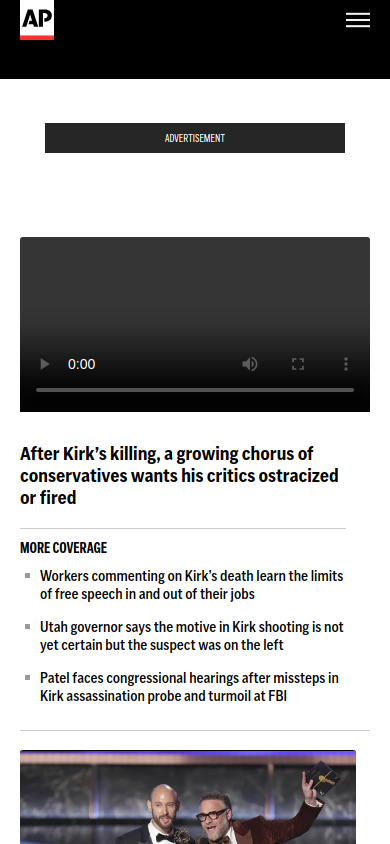 AP
ADVERTISEMENT
0:00
After Kirk’s killing, a growing chorus of
conservatives wants his critics ostracized
or fired
MORE COVERAGE
Workers commenting on Kirk’s death learn the limits
of free speech in and out of their jobs
Utah governor says the motive in Kirk shooting is not
yet certain but the suspect was on the left
Patel faces congressional hearings after missteps in
Kirk assassination probe and turmoil at FBI